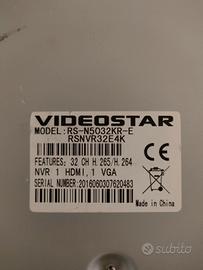 VIDEOSTAR
MODEL:RS-N5032KR-E
RSNVR32E4K
FEATURES: 32 CH H.265/H.264
NVR 1 HDMI,1 VGA
SERIAL NUMBER:2016060307620483
Made in China
subito